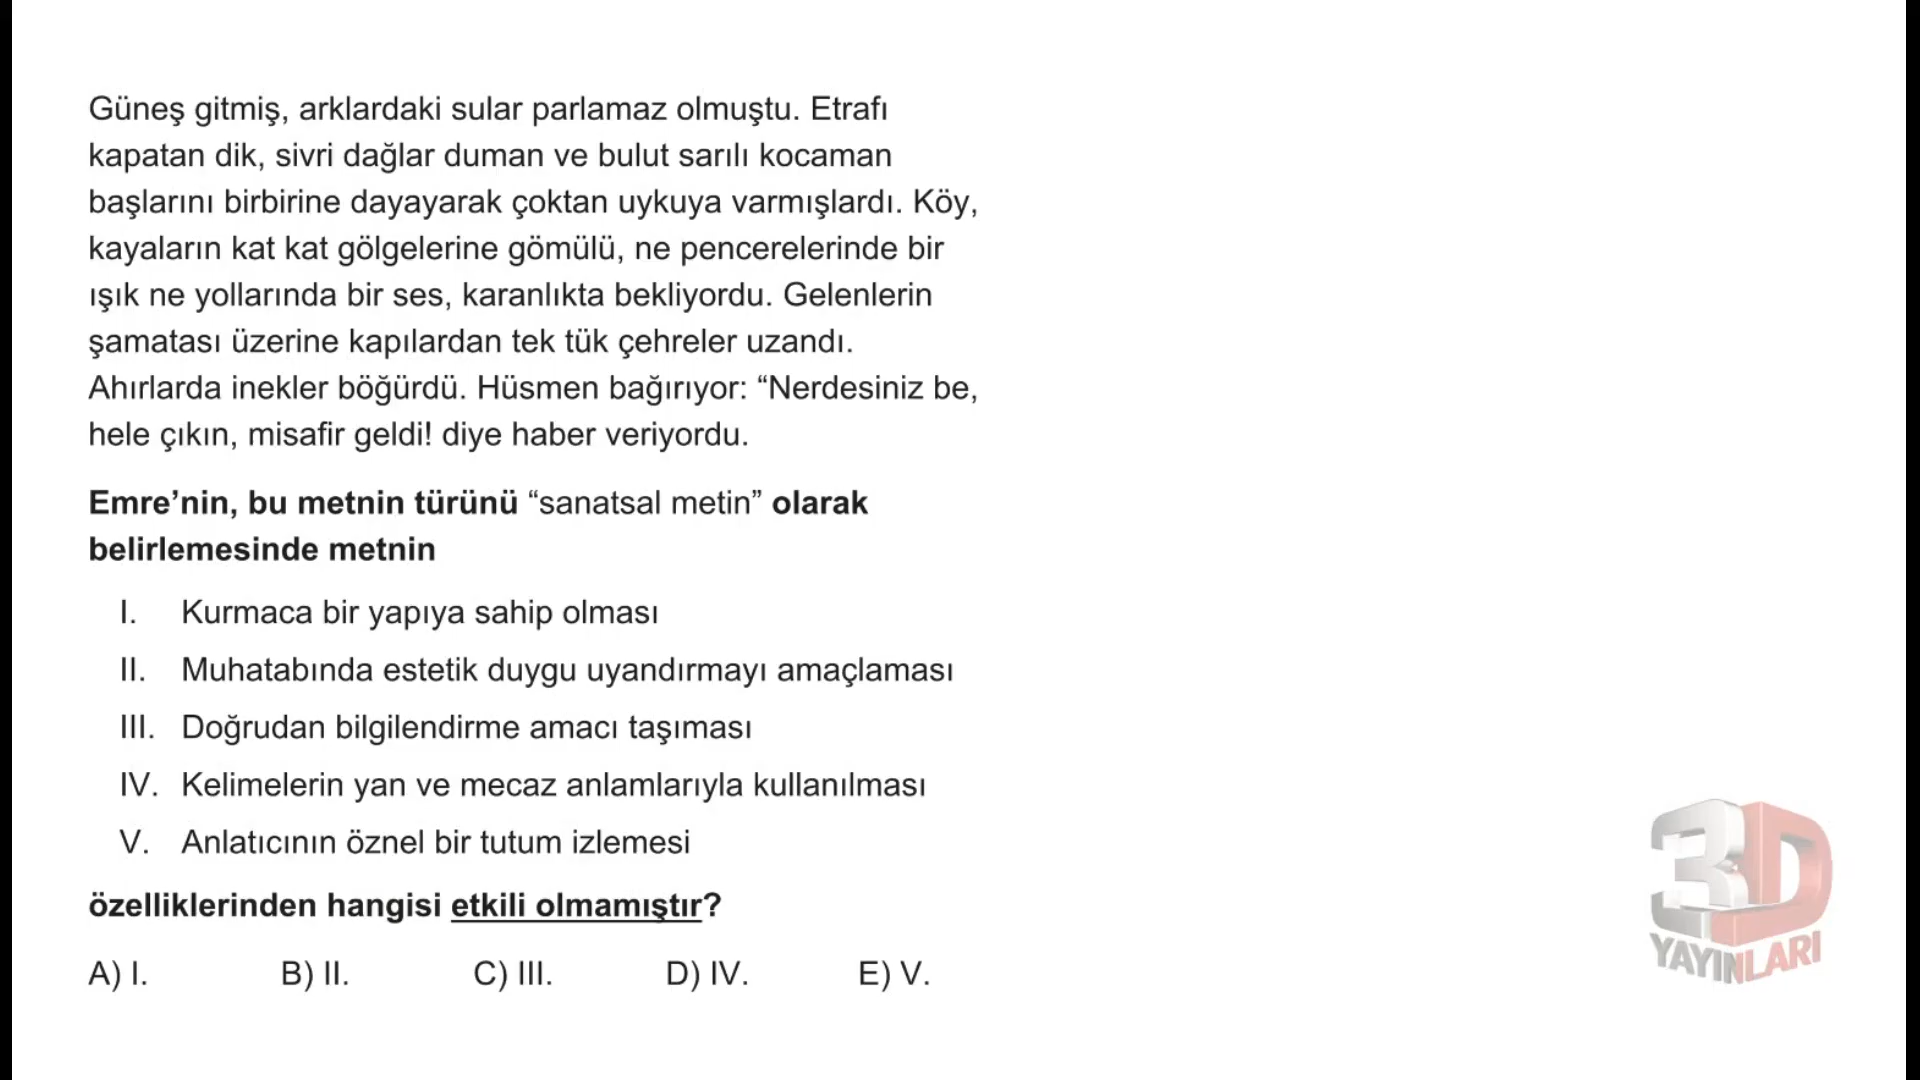 Güneş gitmiş, arklardaki sular parlamaz olmuştu. Etrafı
kapatan dik, sivri dağlar duman ve bulut sarılı kocaman
başlarını birbirine dayayarak çoktan uykuya varmışlardı. Köy,
kayaların kat kat gölgelerine gömülü, ne pencerelerinde bir
ışık ne yollarında bir ses, karanlıkta bekliyordu. Gelenlerin
şamatası üzerine kapılardan tek tük çehreler uzandı.
Ahırlarda inekler böğürdü. Hüsmen bağırıyor: “Nerdesiniz be,
hele çıkın, misafir geldi! diye haber veriyordu.
Emre’nin, bu metnin türünü “sanatsal metin” olarak
belirlemesinde metnin
I. Kurmaca bir yapıya sahip olması
II. Muhatabında estetik duygu uyandırmayı amaçlaması
III. Doğrudan bilgilendirme amacı taşıması
IV. Kelimelerin yan ve mecaz anlamlarıyla kullanılması
V. Anlatıcının öznel bir tutum izlemesi
özelliklerinden hangisi etkili olmamıştır?
A) I. B) II. C) III. D) IV. E) V.
3D
YAYINLARI